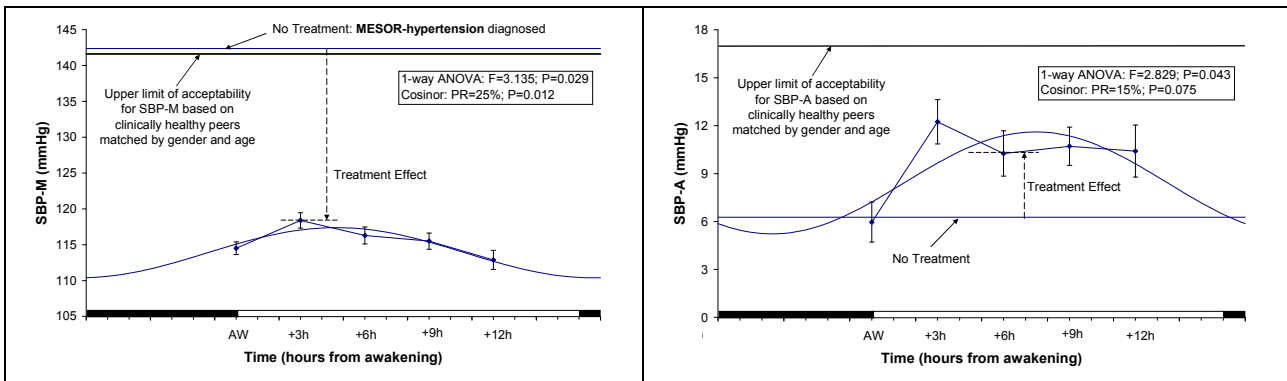 No Treatment: MESOR-hypertension diagnosed
145
140
135
130
125
120
115
110
105
SBP-M (mmHg)
Upper limit of acceptability
for SBP-M based on
clinically healthy peers
matched by gender and age
1-way ANOVA: F=3.135; P=0.029
Cosinor: PR=25%; P=0.012
Treatment Effect
AW +3h +6h +9h +12h
Time (hours from awakening)
18
15
12
9
6
3
0
SBP-A (mmHg)
Upper limit of acceptability
for SBP-A based on
clinically healthy peers
matched by gender and age
1-way ANOVA: F=2.829; P=0.043
Cosinor: PR=15%; P=0.075
Treatment Effect
No Treatment
AW +3h +6h +9h +12h
Time (hours from awakening)